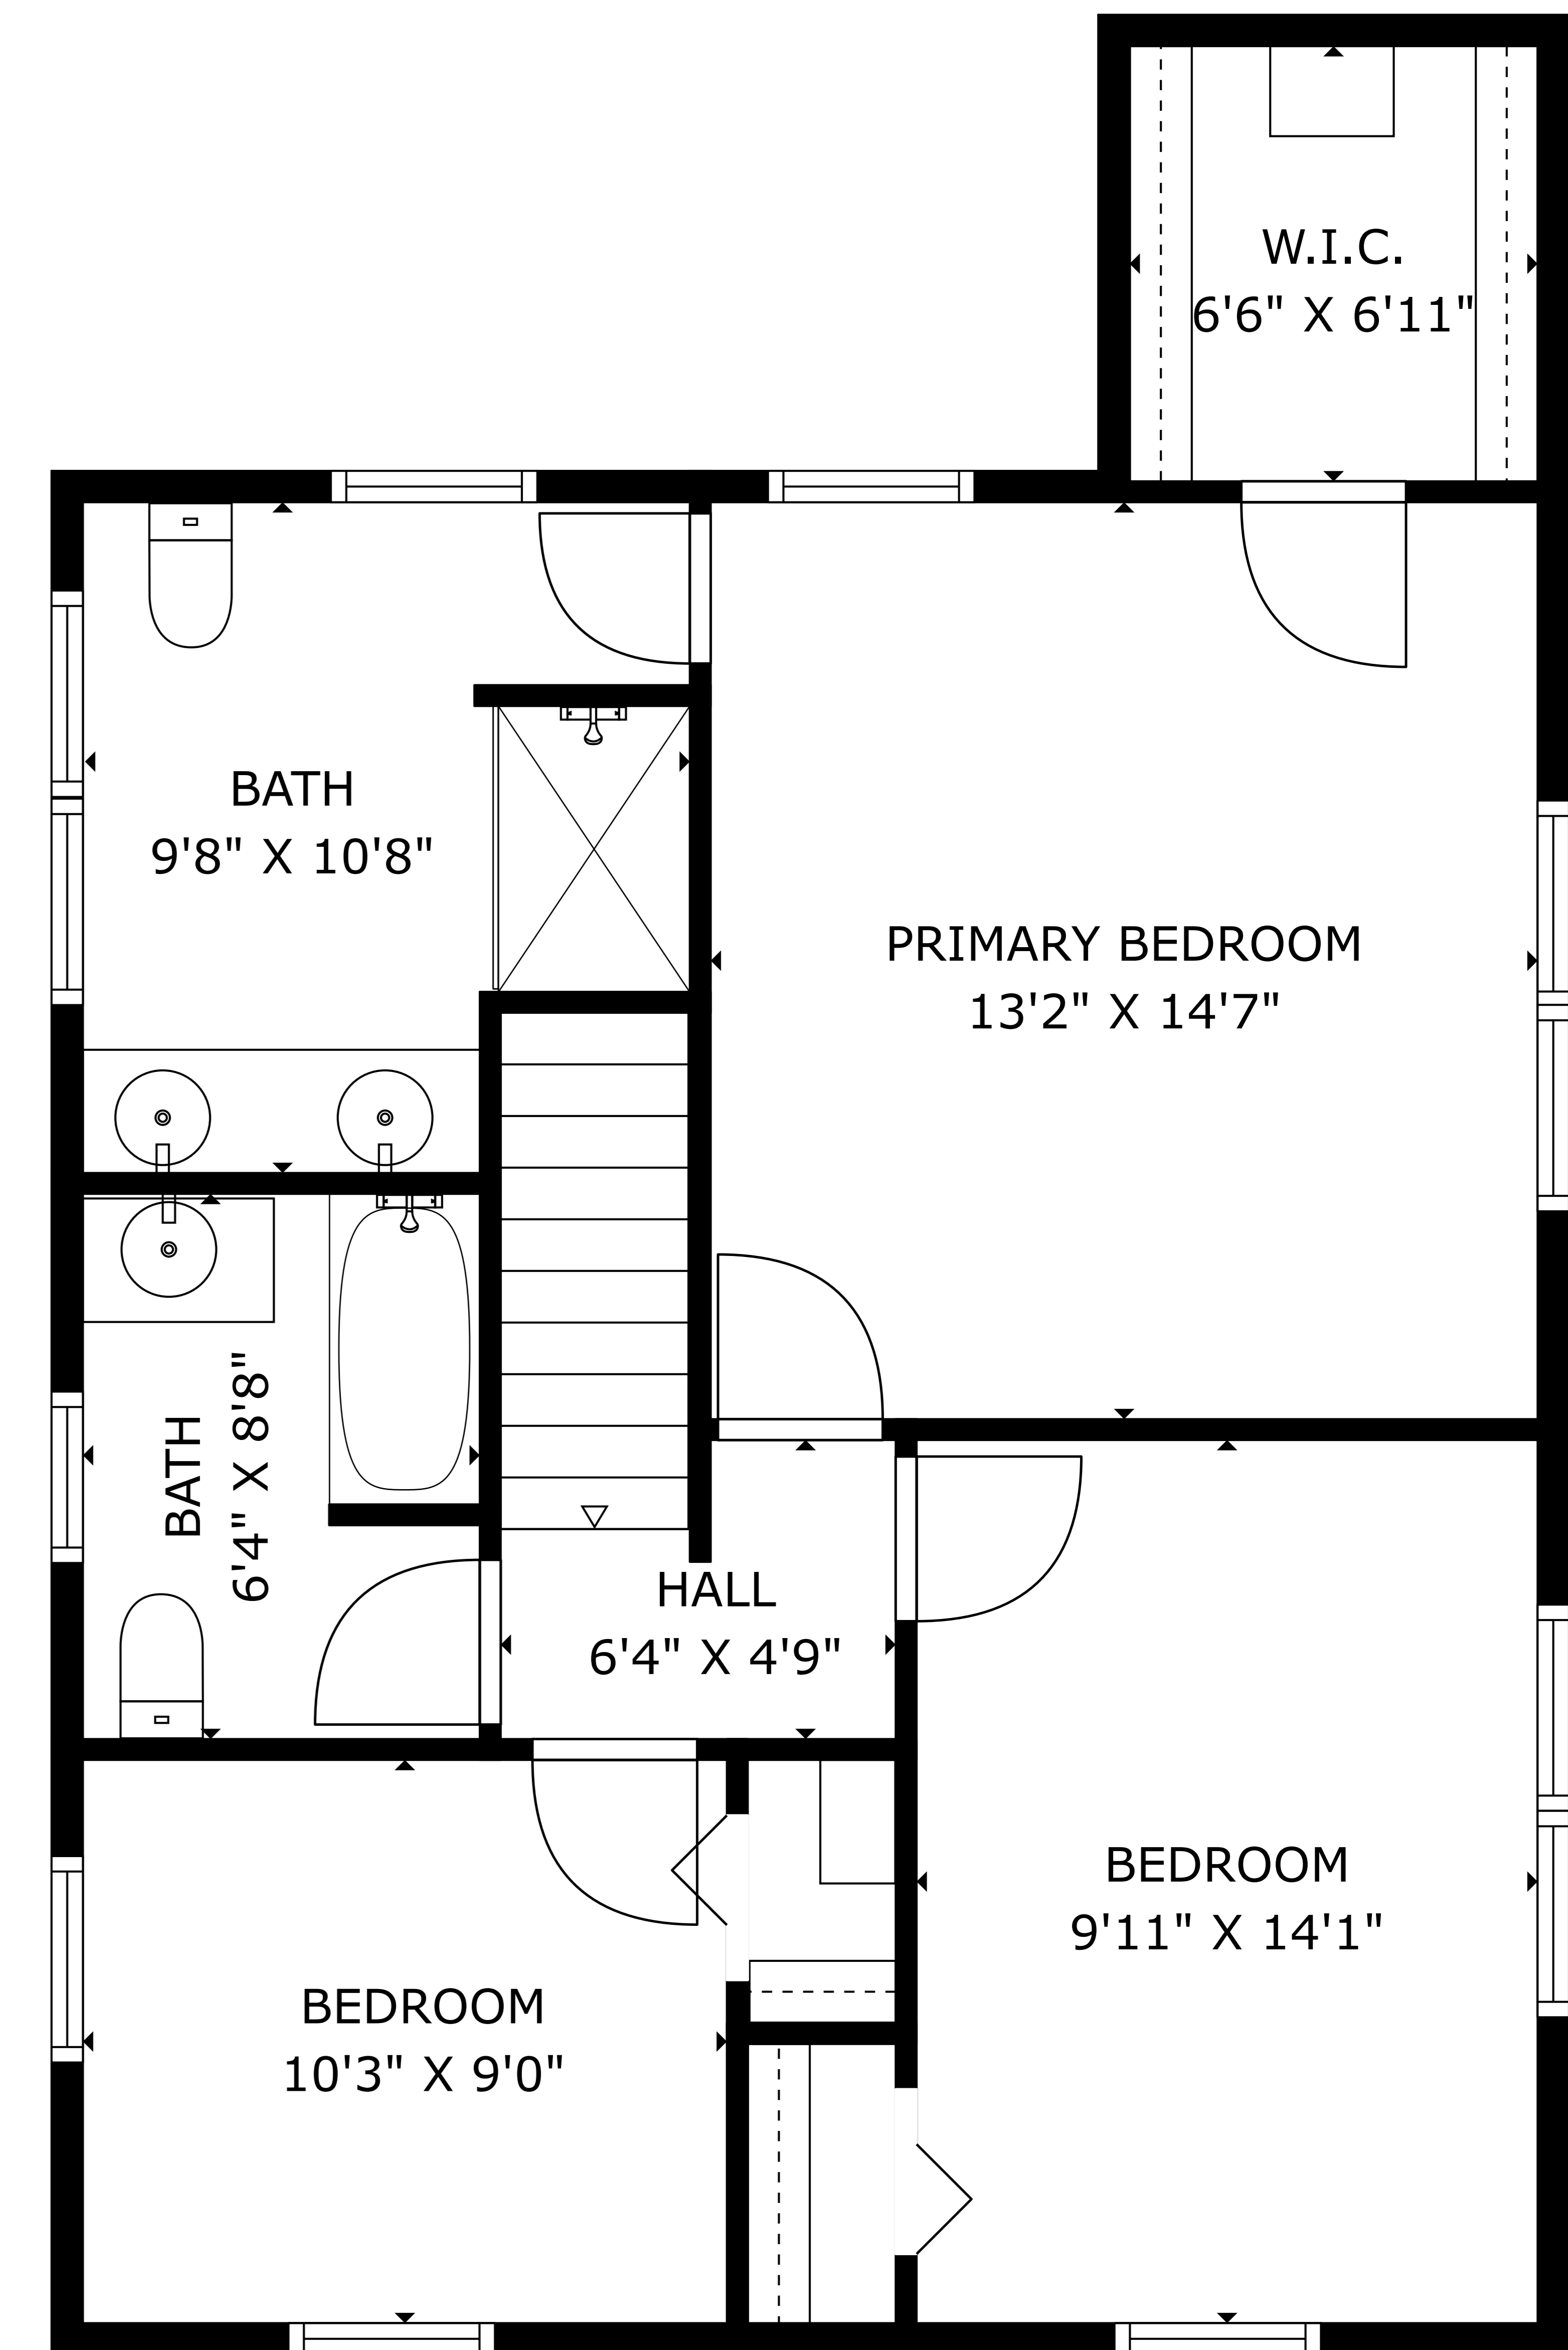 W.I.C.
6'6" X 6'11"
BATH
9'8" X 10'8"
PRIMARY BEDROOM
13'2" X 14'7"
BATH
6'4" X 8'8"
HALL
6'4" X 4'9"
BEDROOM
9'11" X 14'1"
BEDROOM
10'3" X 9'0"